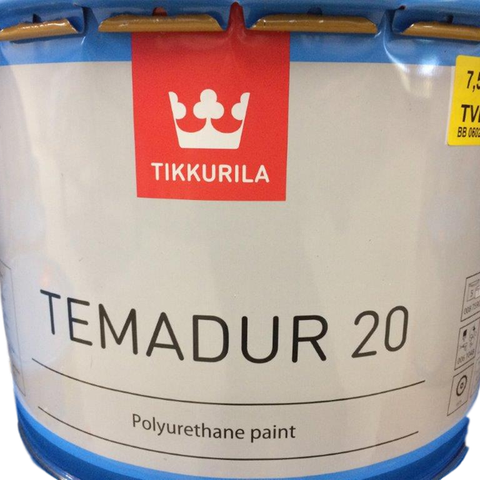 TIKKURILA
TEMADUR 20
Polyurethane paint